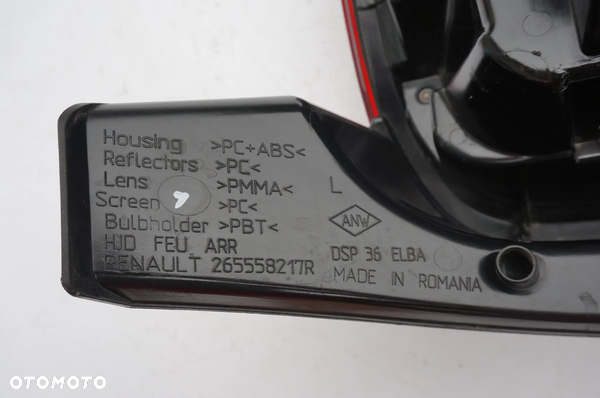 Housing >PC+ABS<
Reflectors >PC<
Lens >PMMA<
Screen >PC<
Bulbholder >PBT<
HJD FEU ARR
RENAULT 265558217R
L
ANW
DSP 36 ELBA
MADE IN ROMANIA
OTOMOTO